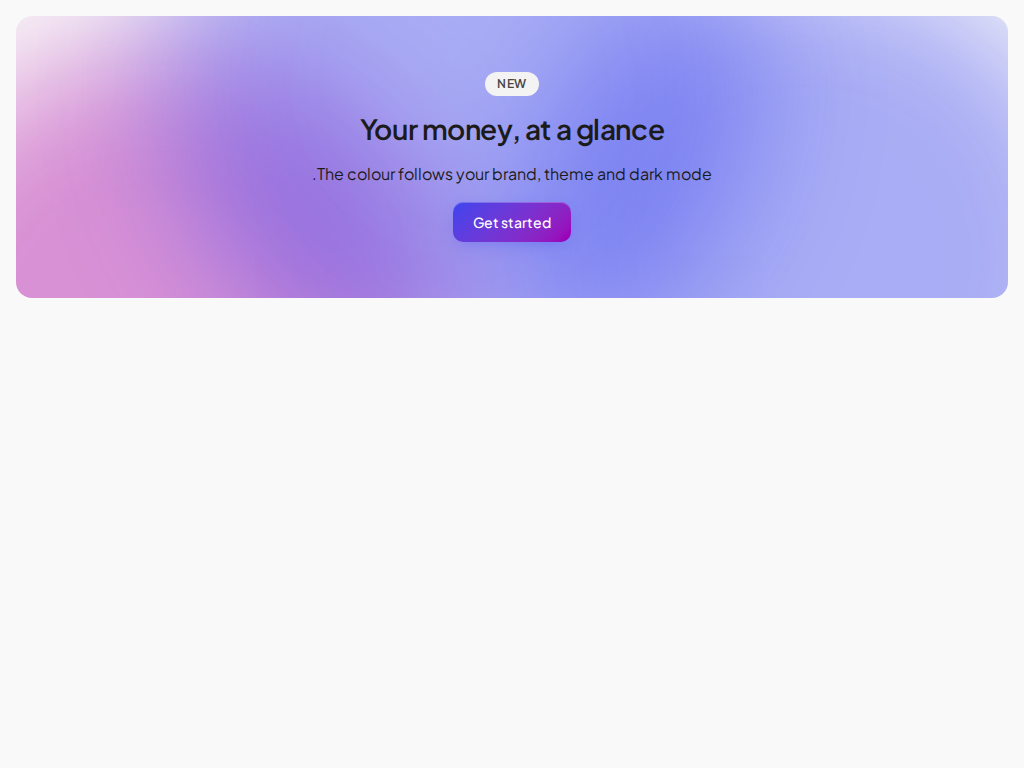 NEW
Your money, at a glance
.The colour follows your brand, theme and dark mode
Get started